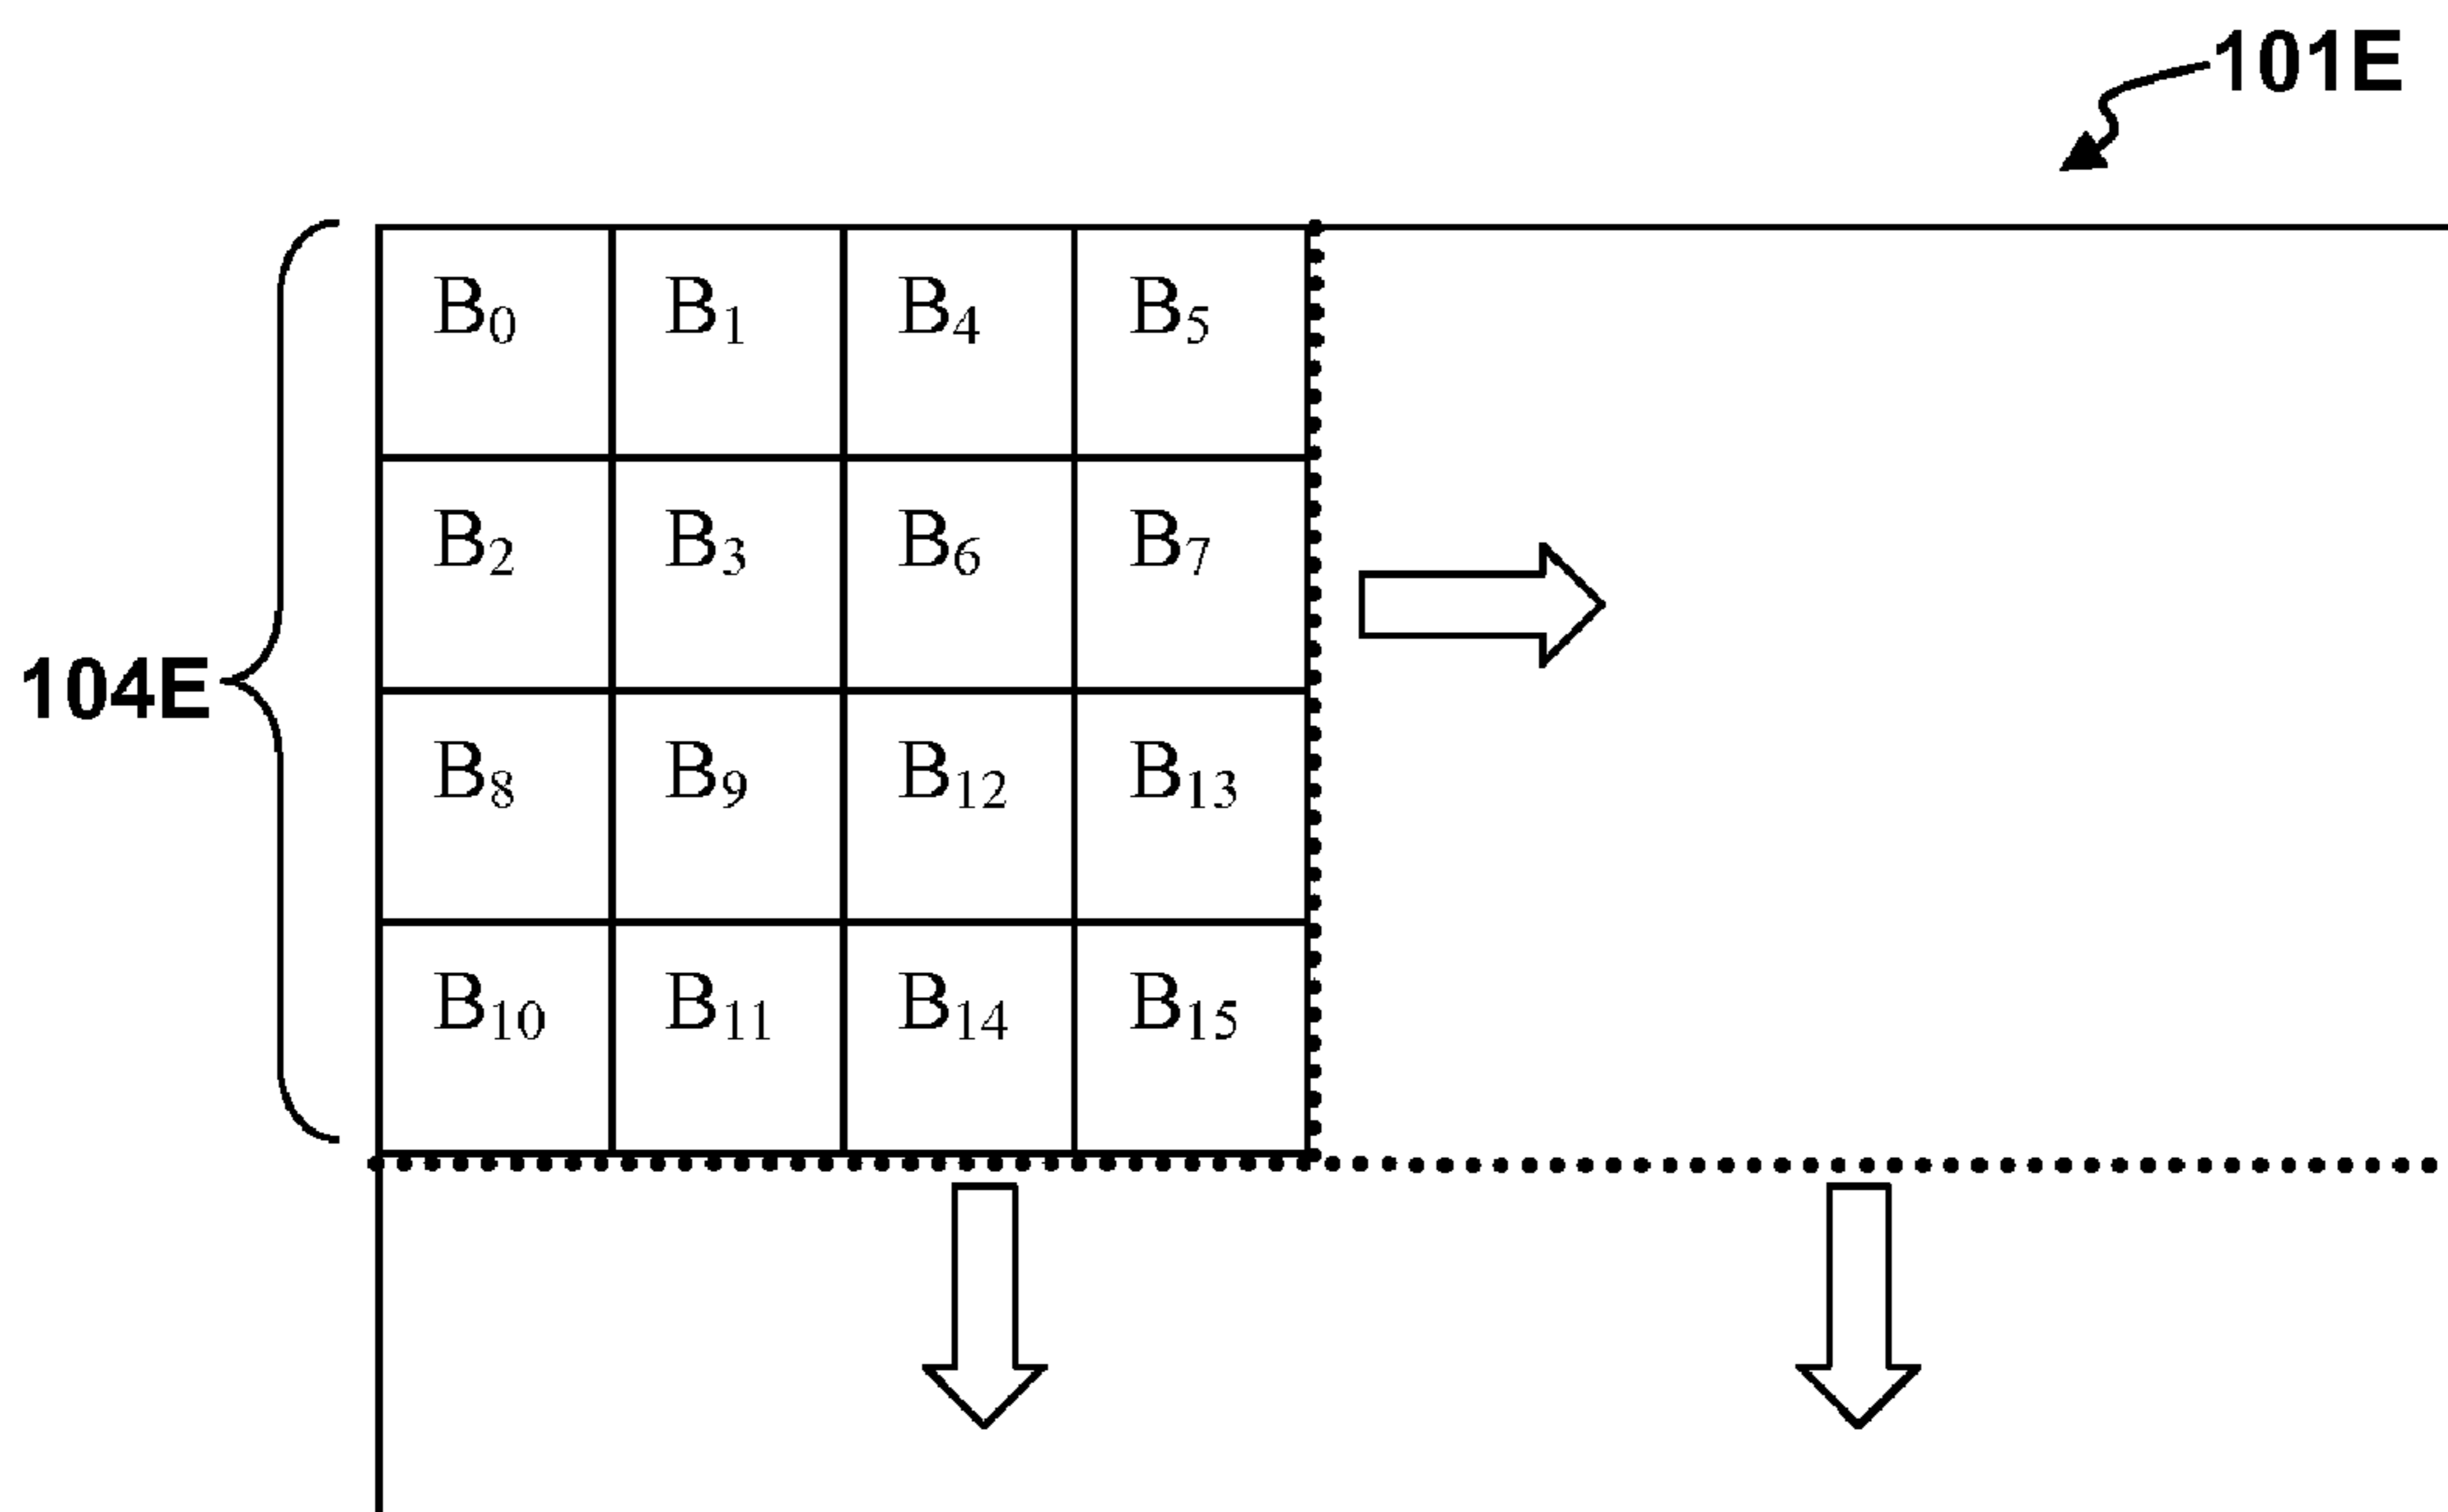 101E
B₀ B₁ B₄ B₅
B₂ B₃ B₆ B₇
104E
B₈ B₉ B₁₂ B₁₃
B₁₀ B₁₁ B₁₄ B₁₅